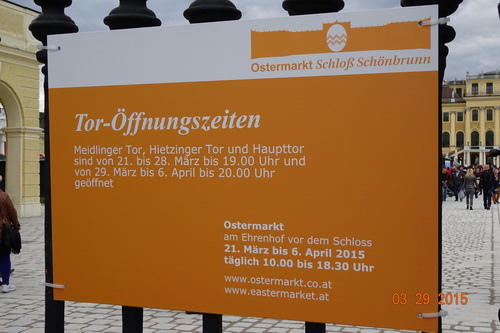 Ostermarkt Schloß Schönbrunn
Tor-Öffnungszeiten
Meidlinger Tor, Hietzinger Tor und Haupttor
sind von 21. bis 28. März bis 19.00 Uhr und
von 29. März bis 6. April bis 20.00 Uhr
geöffnet
Ostermarkt
am Ehrenhof vor dem Schloss
21. März bis 6. April 2015
täglich 10.00 bis 18.30 Uhr
www.ostermarkt.co.at
www.eastermarket.at
03 29 2015